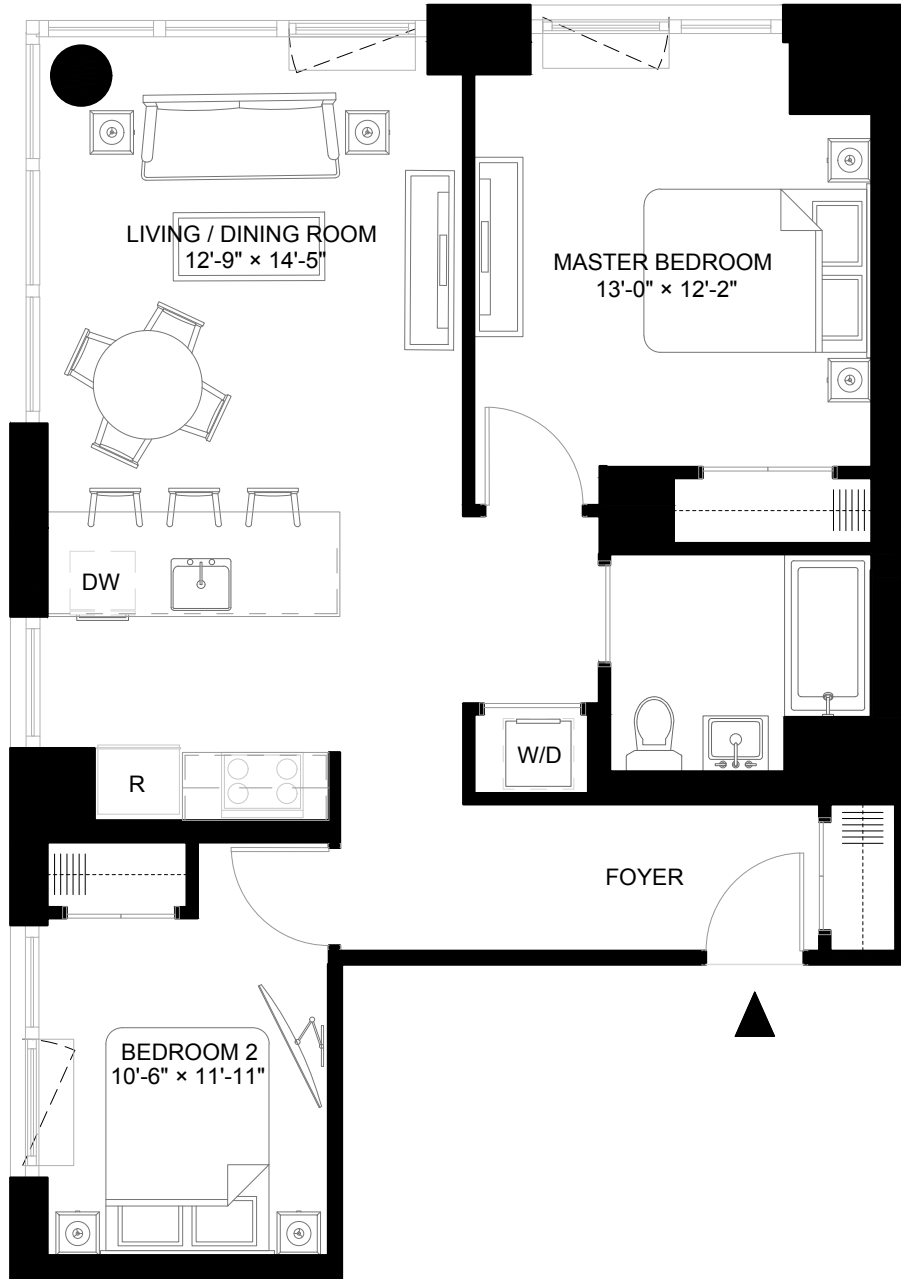 LIVING / DINING ROOM
12'-9" × 14'-5"
MASTER BEDROOM
13'-0" × 12'-2"
DW
W/D
R
FOYER
BEDROOM 2
10'-6" × 11'-11"